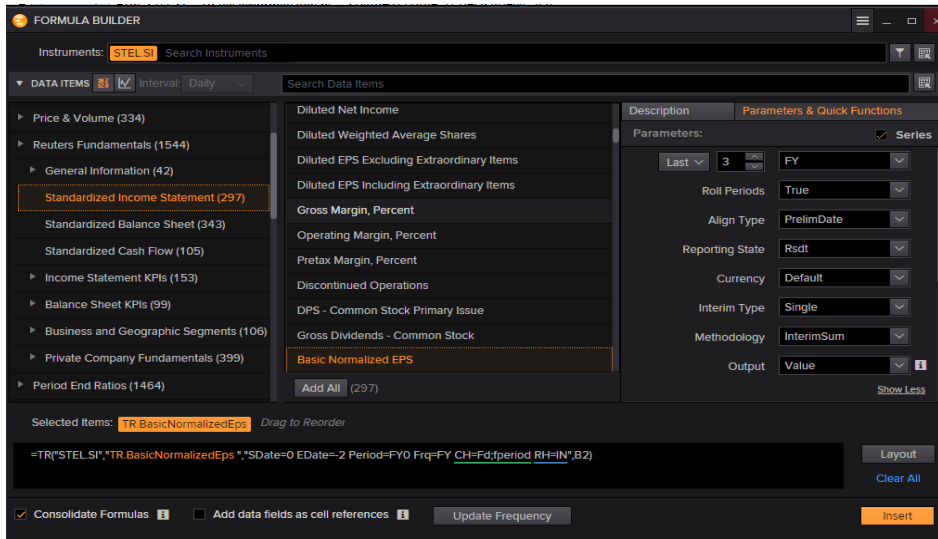 FORMULA BUILDER
Instruments: STEL.SI Search Instruments
DATA ITEMS Interval: Daily Search Data Items
Price & Volume (334)
Reuters Fundamentals (1544)
General Information (42)
Standardized Income Statement (297)
Standardized Balance Sheet (343)
Standardized Cash Flow (105)
Income Statement KPIs (153)
Balance Sheet KPIs (99)
Business and Geographic Segments (106)
Private Company Fundamentals (399)
Period End Ratios (1464)
Diluted Net Income
Diluted Weighted Average Shares
Diluted EPS Excluding Extraordinary Items
Diluted EPS Including Extraordinary Items
Gross Margin, Percent
Operating Margin, Percent
Pretax Margin, Percent
Discontinued Operations
DPS - Common Stock Primary Issue
Gross Dividends - Common Stock
Basic Normalized EPS
Add All (297)
Description Parameters & Quick Functions
Parameters: Series
Last 3 FY
Roll Periods True
Align Type PrelimDate
Reporting State Rsdt
Currency Default
Interim Type Single
Methodology InterimSum
Output Value
Show Less
Selected Items: TR.BasicNormalizedEps Drag to Reorder
=TR("STEL.SI","TR.BasicNormalizedEps ","SDate=0 EDate=-2 Period=FY0 Frq=FY CH=Fd;fperiod RH=IN",B2)
Layout
Clear All
Consolidate Formulas Add data fields as cell references Update Frequency Insert